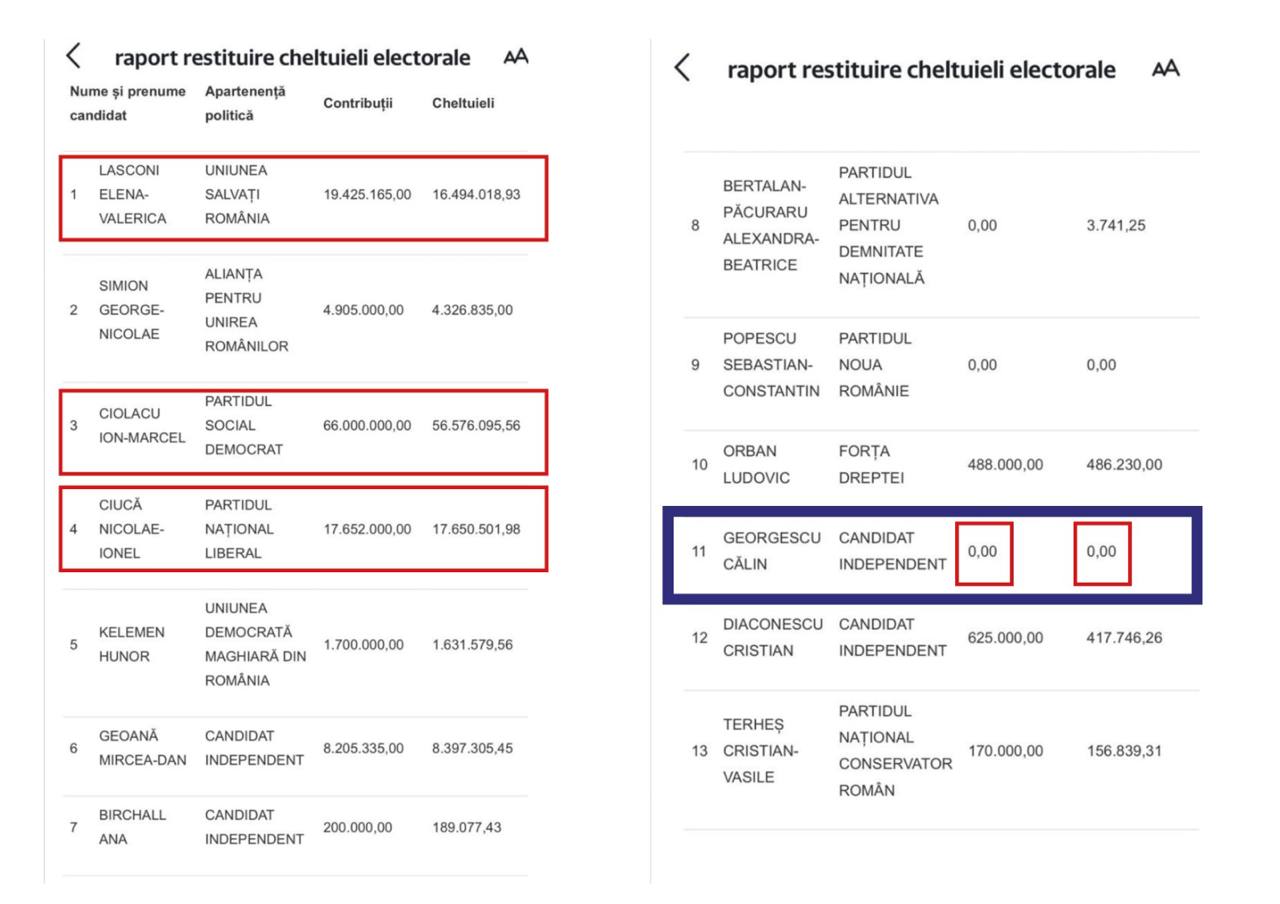 raport restituire cheltuieli electorale AA
Nume și prenume Apartenență Contribuții Cheltuieli
candidat politică
LASCONI UNIUNEA
1 ELENA- SALVAȚI 19.425.165,00 16.494.018,93
VALERICA ROMÂNIA
ALIANȚA
SIMION PENTRU
2 GEORGE- UNIREA 4.905.000,00 4.326.835,00
NICOLAE ROMÂNILOR
PARTIDUL
3 CIOLACU SOCIAL 66.000.000,00 56.576.095,56
ION-MARCEL DEMOCRAT
CIUCĂ PARTIDUL
4 NICOLAE- NAȚIONAL 17.652.000,00 17.650.501,98
IONEL LIBERAL
UNIUNEA
5 KELEMEN DEMOCRATĂ 1.700.000,00 1.631.579,56
HUNOR MAGHIARĂ DIN
ROMÂNIA
6 GEOANĂ CANDIDAT 8.205.335,00 8.397.305,45
MIRCEA-DAN INDEPENDENT
7 BIRCHALL CANDIDAT 200.000,00 189.077,43
ANA INDEPENDENT
raport restituire cheltuieli electorale AA
PARTIDUL
BERTALAN- ALTERNATIVA
8 PĂCURARU PENTRU 0,00 3.741,25
ALEXANDRA- DEMNITATE
BEATRICE NAȚIONALĂ
POPESCU PARTIDUL
9 SEBASTIAN- NOUA 0,00 0,00
CONSTANTIN ROMÂNIE
10 ORBAN FORȚA 488.000,00 486.230,00
LUDOVIC DREPTEI
11 GEORGESCU CANDIDAT 0,00 0,00
CĂLIN INDEPENDENT
12 DIACONESCU CANDIDAT 625.000,00 417.746,26
CRISTIAN INDEPENDENT
PARTIDUL
TERHEȘ NAȚIONAL
13 CRISTIAN- CONSERVATOR 170.000,00 156.839,31
VASILE ROMÂN